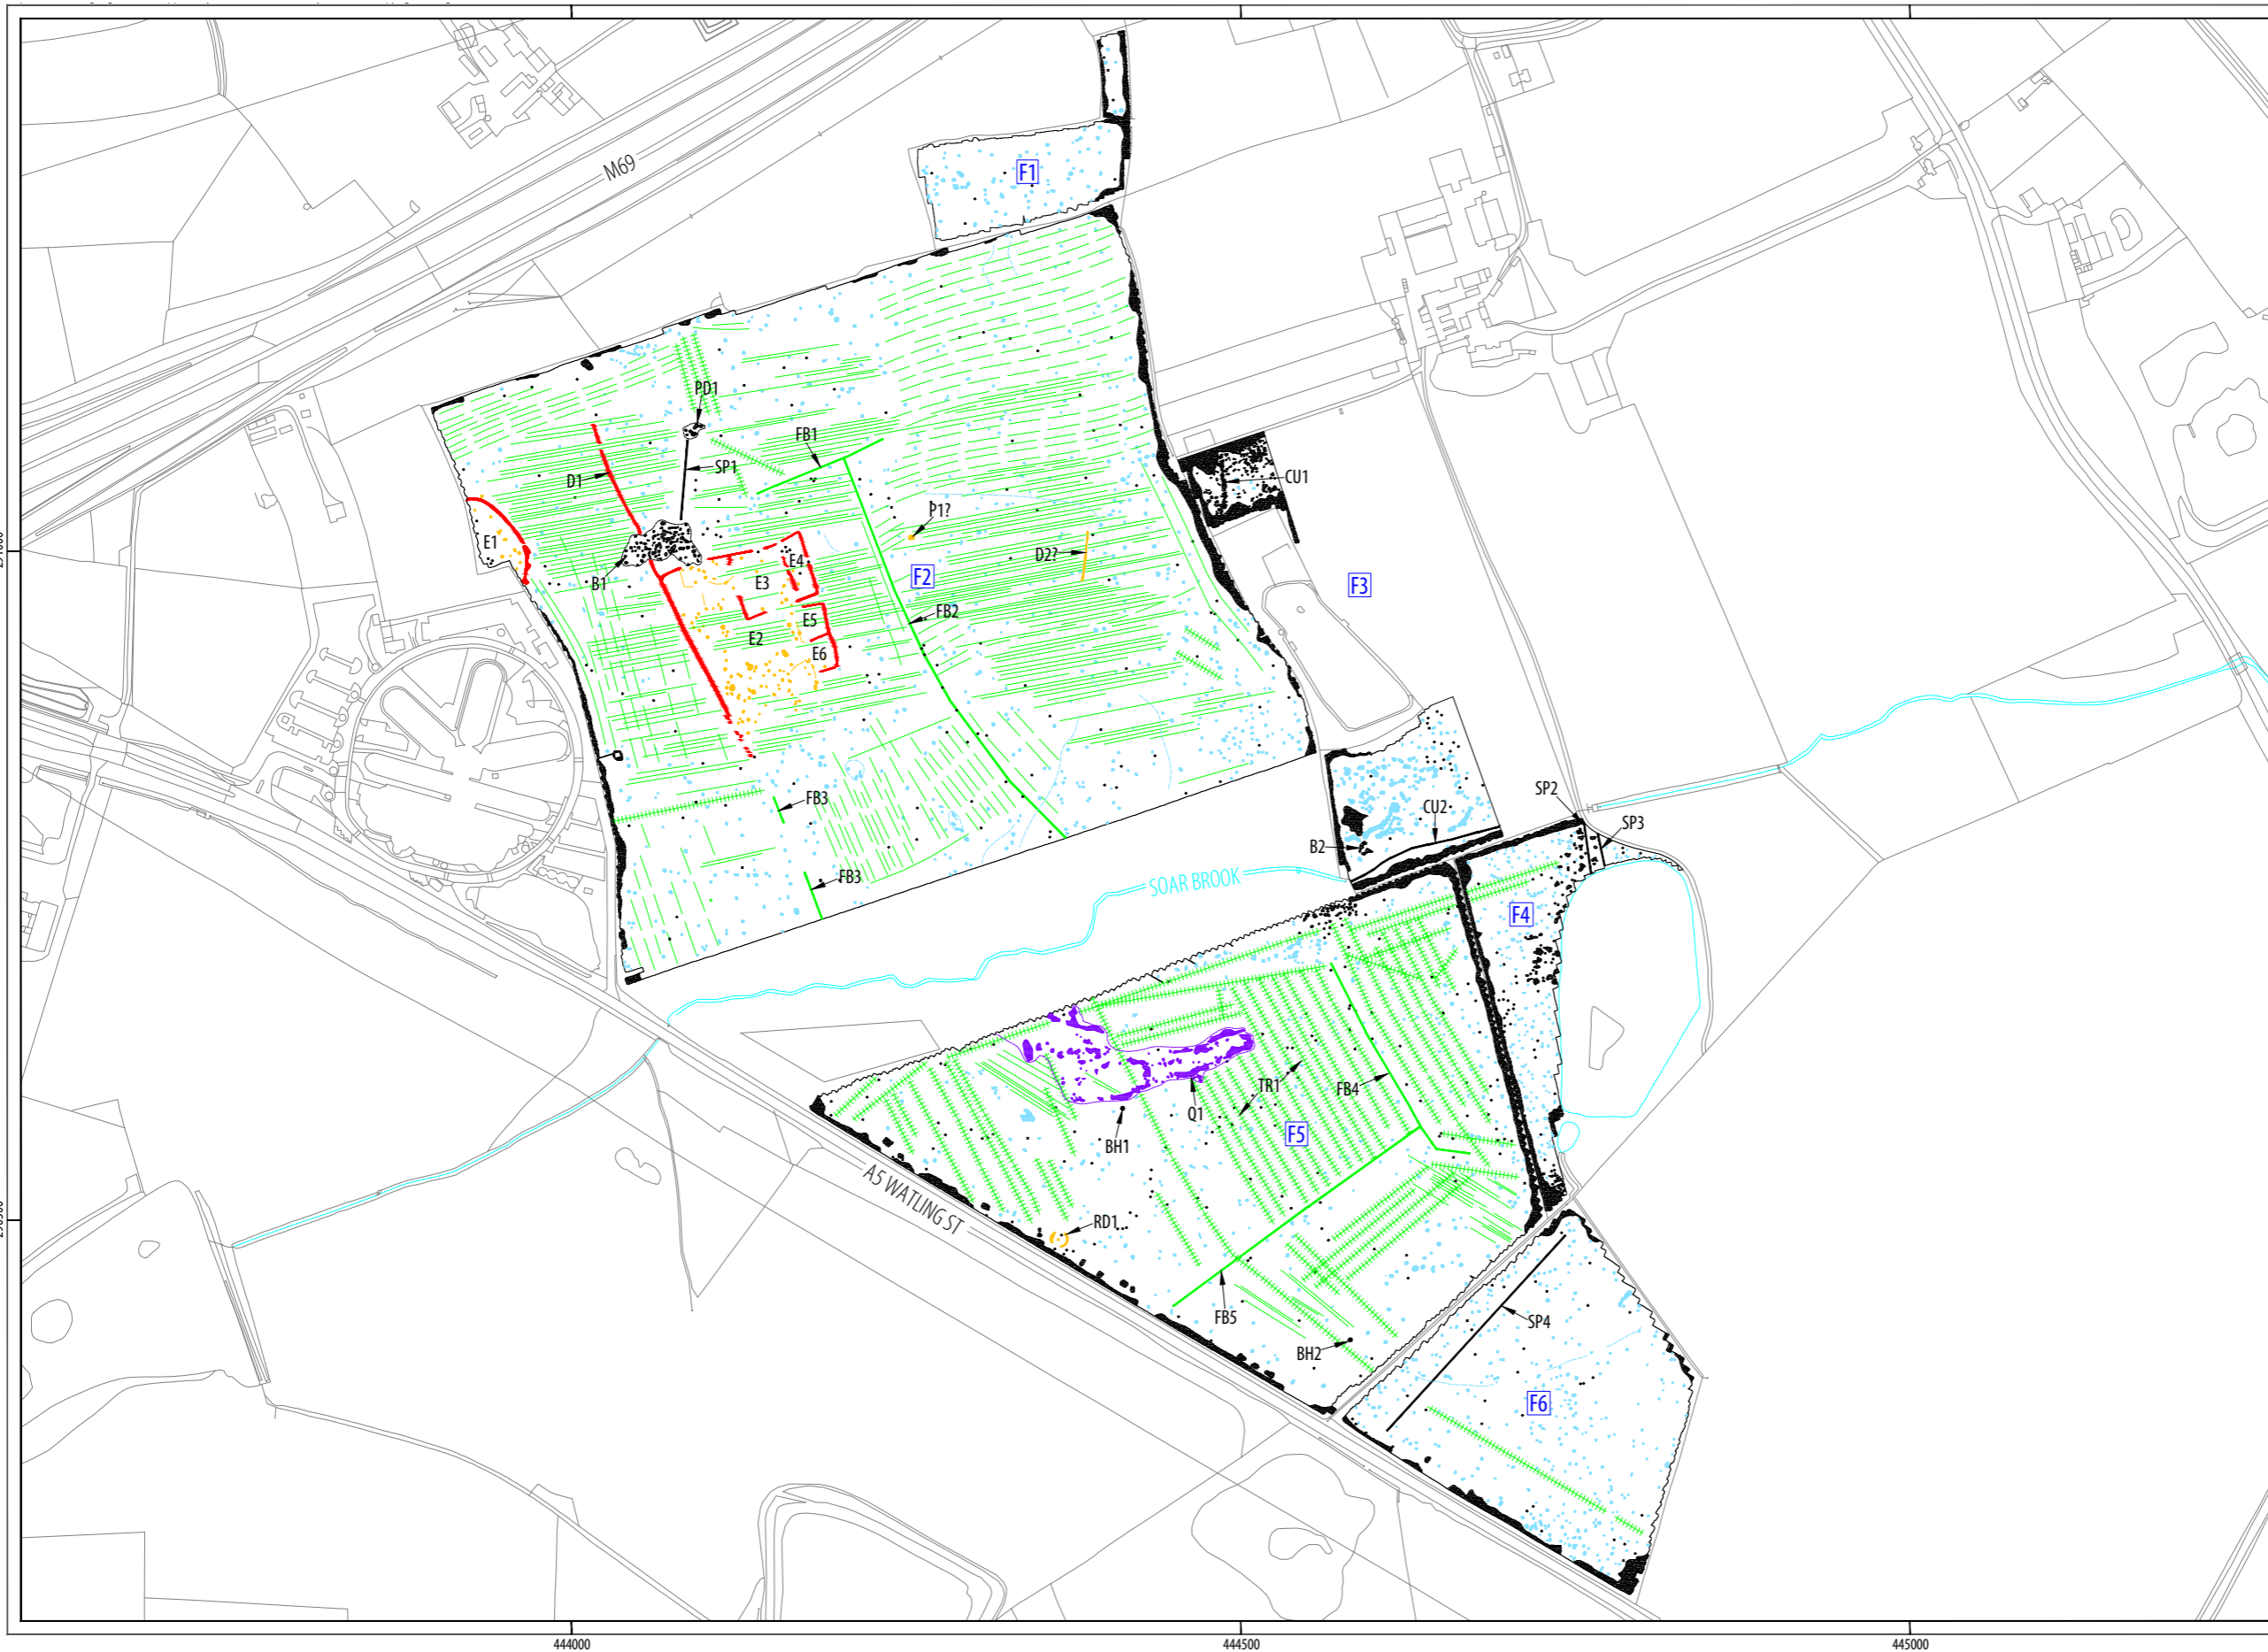 M69
F1
PD1
FB1
SP1
D1
CU1
P1?
E1
D2?
E4
E3
B1
F2
F3
FB2
E5
E2
E6
SP2
FB3
CU2
SP3
B2
FB3
SOAR BROOK
F4
TR1
FB4
Q1
F5
BH1
A5 WATLING ST
RD1
FB5
SP4
BH2
F6
444000
444500
445000